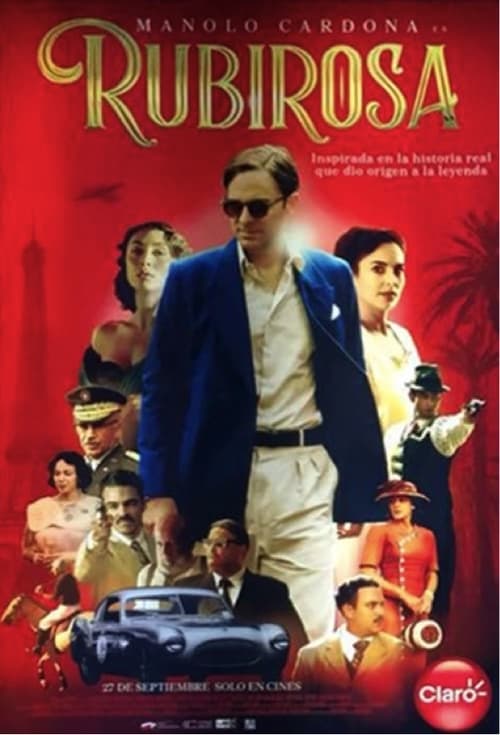 MANOLO CARDONA ES
RUBIROSA
Inspirada en la historia real
que dio origen a la leyenda
27 DE SEPTIEMBRE SOLO EN CINES
Claro